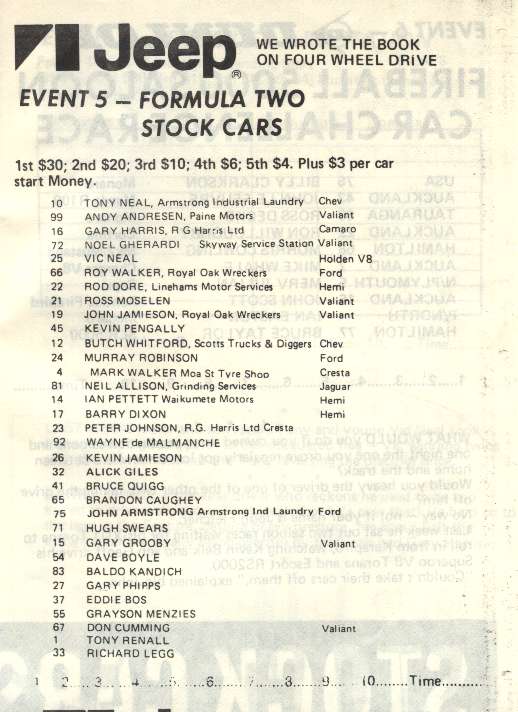 Jeep®
WE WROTE THE BOOK
ON FOUR WHEEL DRIVE
EVENT 5 – FORMULA TWO
STOCK CARS
1st $30; 2nd $20; 3rd $10; 4th $6; 5th $4. Plus $3 per car
start Money.
10 TONY NEAL, Armstrong Industrial Laundry Chev
99 ANDY ANDRESEN, Paine Motors Valiant
16 GARY HARRIS, R G Harris Ltd Camaro
72 NOEL GHERARDI Skyway Service Station Valiant
25 VIC NEAL Holden V8
66 ROY WALKER, Royal Oak Wreckers Ford
22 ROD DORE, Linehams Motor Services Hemi
21 ROSS MOSELEN Valiant
19 JOHN JAMIESON, Royal Oak Wreckers Valiant
45 KEVIN PENGALLY
12 BUTCH WHITFORD, Scotts Trucks & Diggers Chev
24 MURRAY ROBINSON Ford
4 MARK WALKER Moa St Tyre Shop Cresta
81 NEIL ALLISON, Grinding Services Jaguar
14 IAN PETTETT Waikumete Motors Hemi
17 BARRY DIXON Hemi
23 PETER JOHNSON, R.G. Harris Ltd Cresta
92 WAYNE de MALMANCHE
26 KEVIN JAMIESON
32 ALICK GILES
41 BRUCE QUIGG
65 BRANDON CAUGHEY
75 JOHN ARMSTRONG Armstrong Ind Laundry Ford
71 HUGH SWEARS
15 GARY GROOBY Valiant
54 DAVE BOYLE
83 BALDO KANDICH
27 GARY PHIPPS
37 EDDIE BOS
55 GRAYSON MENZIES
67 DON CUMMING Valiant
1 TONY RENALL
33 RICHARD LEGG
1 2.....3.....4.....5.....6.....7.....8.....9.....10.....Time.........